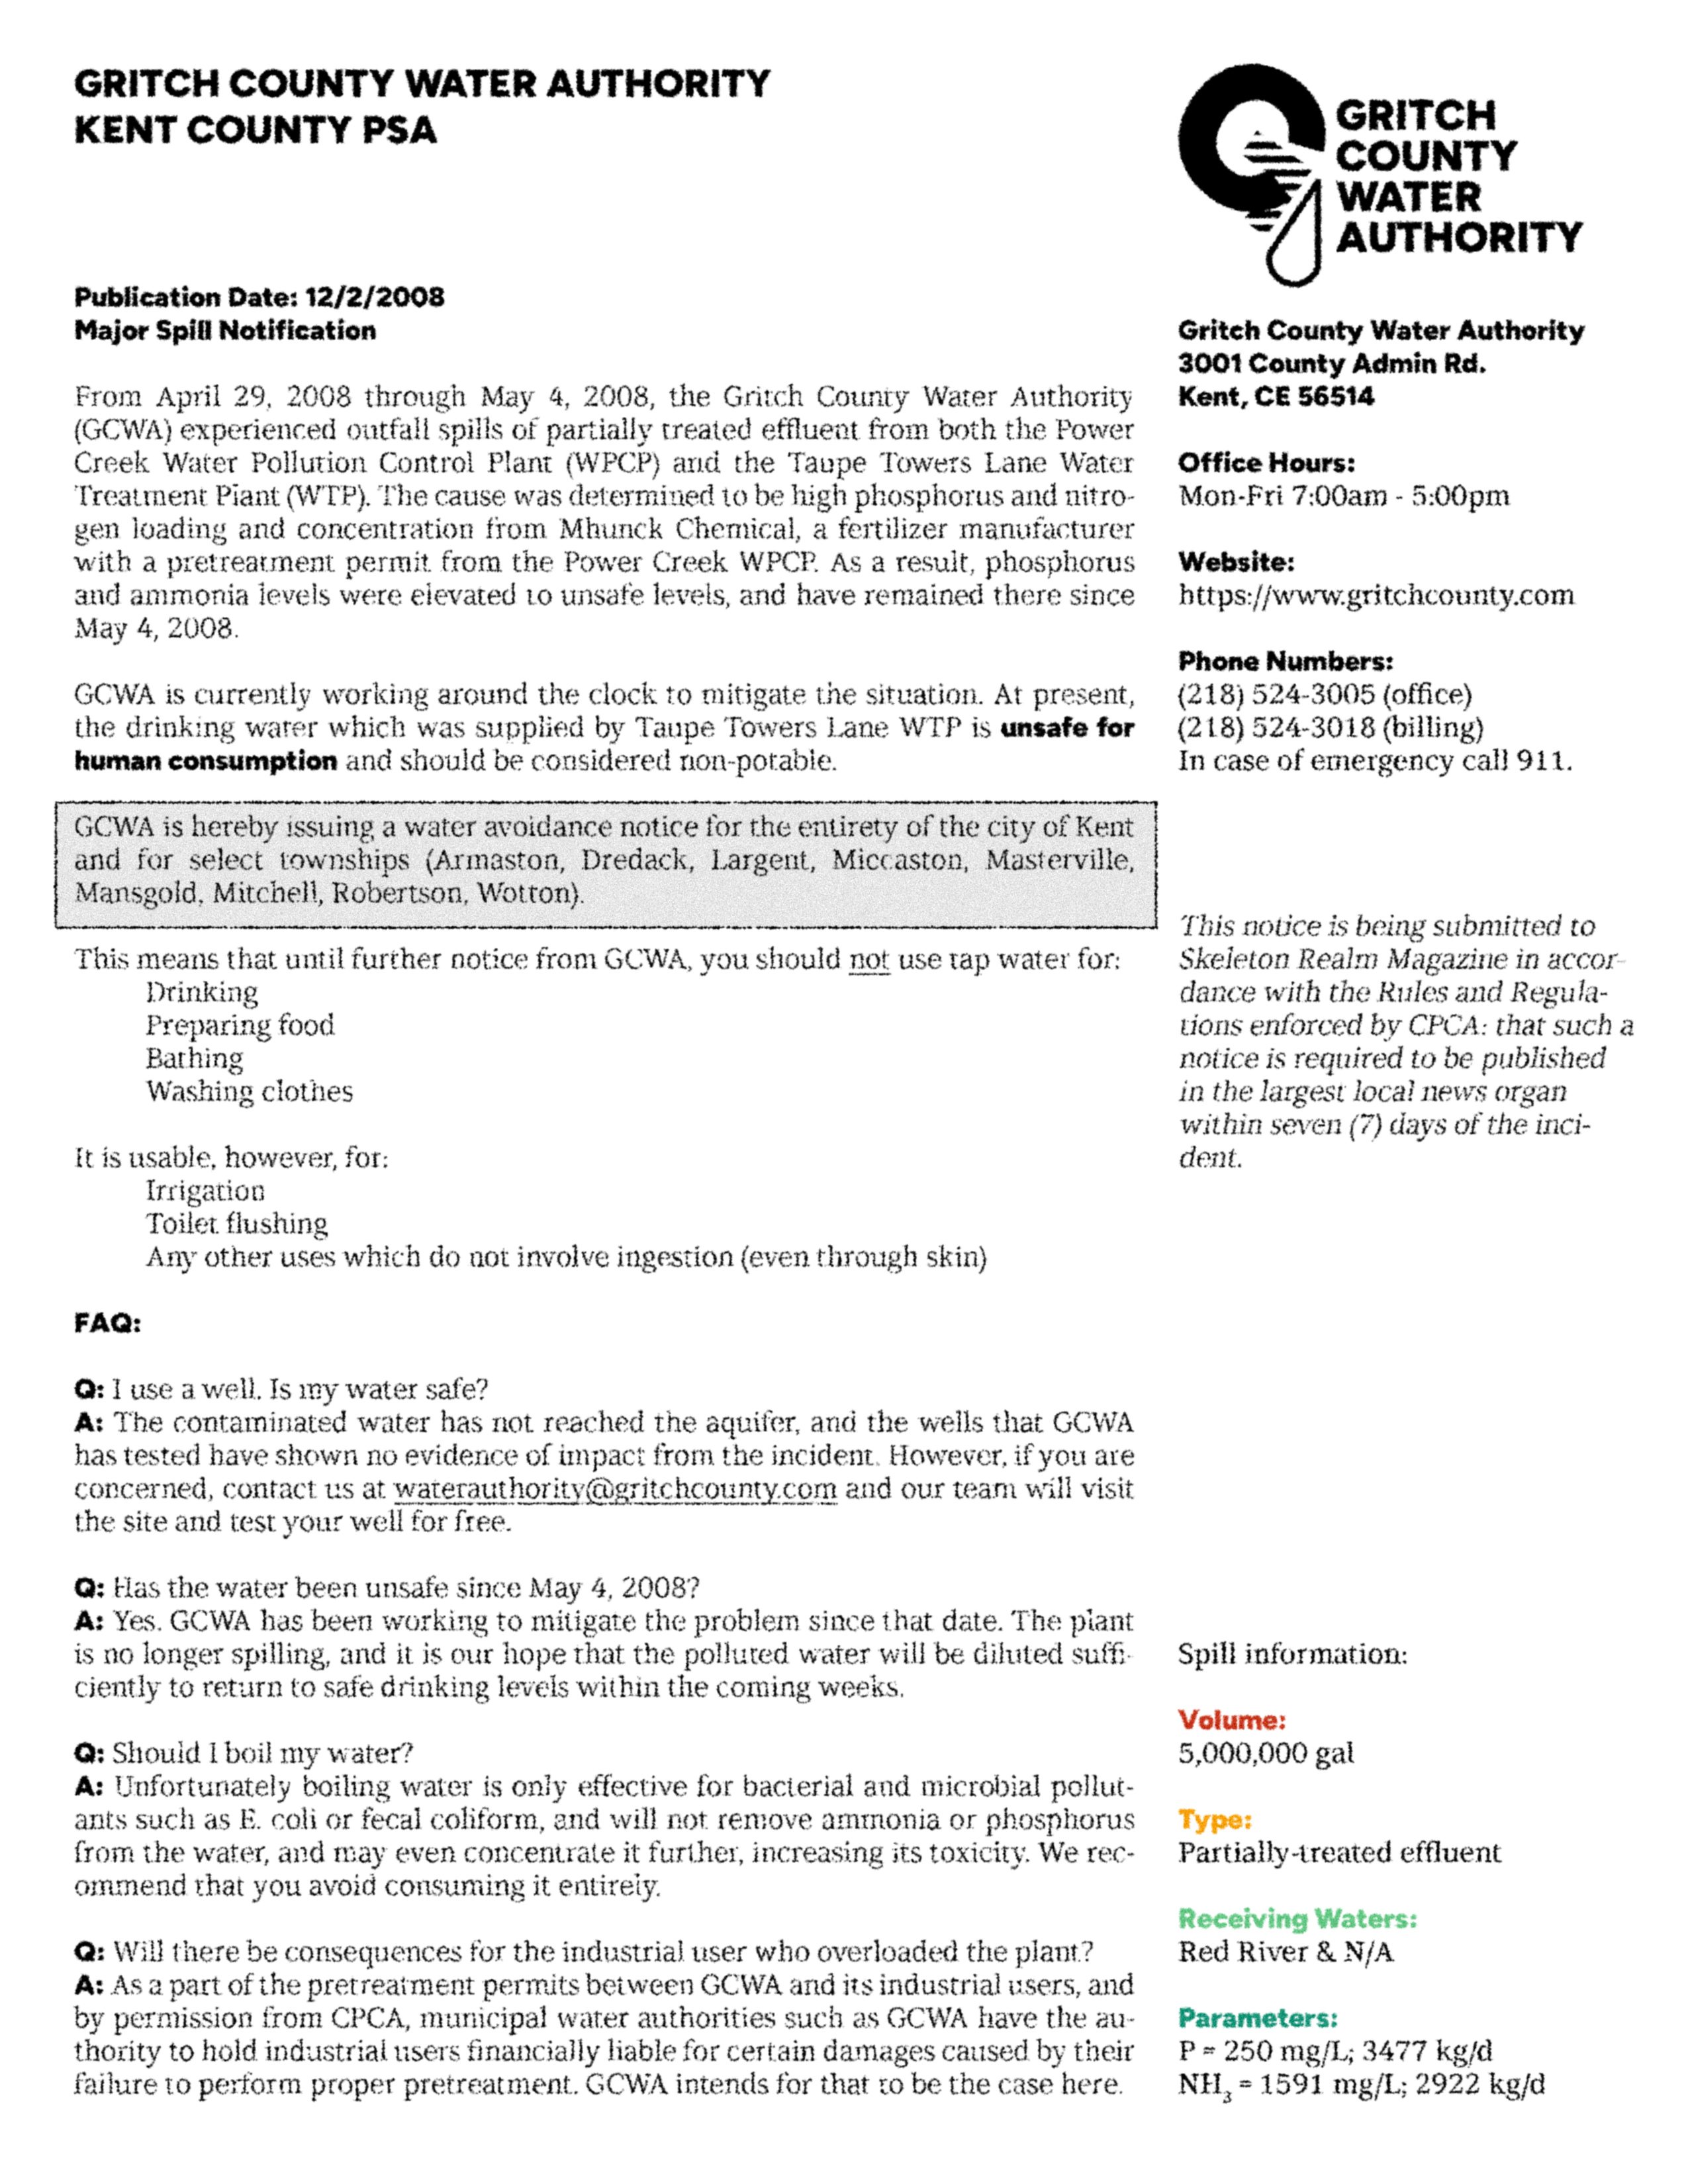 GRITCH COUNTY WATER AUTHORITY
KENT COUNTY PSA
Publication Date: 12/2/2008
Major Spill Notification
From April 29, 2008 through May 4, 2008, the Gritch County Water Authority
(GCWA) experienced outfall spills of partially treated effluent from both the Power
Creek Water Pollution Control Plant (WPCP) and the Taupe Towers Lane Water
Treatment Plant (WTP). The cause was determined to be high phosphorus and nitro-
gen loading and concentration from Mhunck Chemical, a fertilizer manufacturer
with a pretreatment permit from the Power Creek WPCP. As a result, phosphorus
and ammonia levels were elevated to unsafe levels, and have remained there since
May 4, 2008.
GCWA is currently working around the clock to mitigate the situation. At present,
the drinking water which was supplied by Taupe Towers Lane WTP is unsafe for
human consumption and should be considered non-potable.
GCWA is hereby issuing a water avoidance notice for the entirety of the city of Kent
and for select townships (Armaston, Dredack, Largent, Miccaston, Masterville,
Mansgold, Mitchell, Robertson, Wotton).
This means that until further notice from GCWA, you should not use tap water for:
Drinking
Preparing food
Bathing
Washing clothes
It is usable, however, for:
Irrigation
Toilet flushing
Any other uses which do not involve ingestion (even through skin)
FAQ:
Q: I use a well. Is my water safe?
A: The contaminated water has not reached the aquifer, and the wells that GCWA
has tested have shown no evidence of impact from the incident. However, if you are
concerned, contact us at waterauthority@gritchcounty.com and our team will visit
the site and test your well for free.
Q: Has the water been unsafe since May 4, 2008?
A: Yes. GCWA has been working to mitigate the problem since that date. The plant
is no longer spilling, and it is our hope that the polluted water will be diluted suffi-
ciently to return to safe drinking levels within the coming weeks.
Q: Should I boil my water?
A: Unfortunately boiling water is only effective for bacterial and microbial pollut-
ants such as E. coli or fecal coliform, and will not remove ammonia or phosphorus
from the water, and may even concentrate it further, increasing its toxicity. We rec-
ommend that you avoid consuming it entirely.
Q: Will there be consequences for the industrial user who overloaded the plant?
A: As a part of the pretreatment permits between GCWA and its industrial users, and
by permission from CPCA, municipal water authorities such as GCWA have the au-
thority to hold industrial users financially liable for certain damages caused by their
failure to perform proper pretreatment. GCWA intends for that to be the case here.
GRITCH
COUNTY
WATER
AUTHORITY
Gritch County Water Authority
3001 County Admin Rd.
Kent, CE 56514
Office Hours:
Mon-Fri 7:00am - 5:00pm
Website:
https://www.gritchcounty.com
Phone Numbers:
(218) 524-3005 (office)
(218) 524-3018 (billing)
In case of emergency call 911.
This notice is being submitted to
Skeleton Realm Magazine in accor-
dance with the Rules and Regula-
tions enforced by CPCA: that such a
notice is required to be published
in the largest local news organ
within seven (7) days of the inci-
dent.
Spill information:
Volume:
5,000,000 gal
Type:
Partially-treated effluent
Receiving Waters:
Red River & N/A
Parameters:
P = 250 mg/L; 3477 kg/d
NH₃ = 1591 mg/L; 2922 kg/d